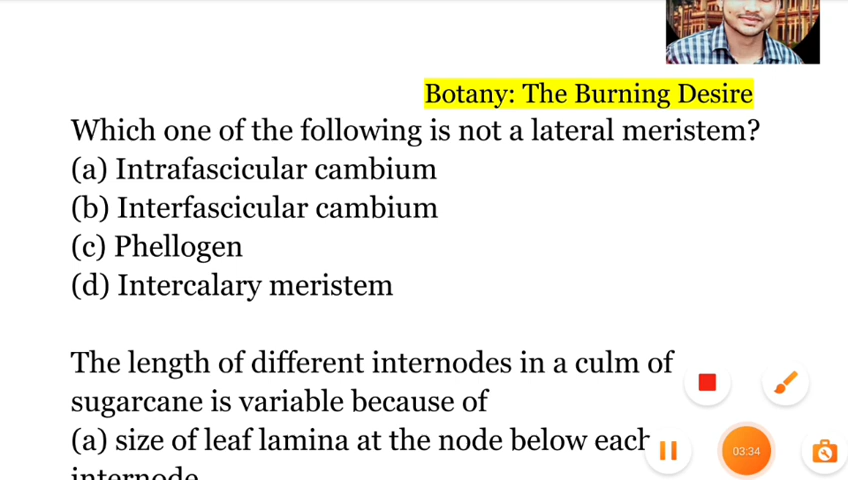 Botany: The Burning Desire
Which one of the following is not a lateral meristem?
(a) Intrafascicular cambium
(b) Interfascicular cambium
(c) Phellogen
(d) Intercalary meristem
The length of different internodes in a culm of
sugarcane is variable because of
(a) size of leaf lamina at the node below each
internode
03:34